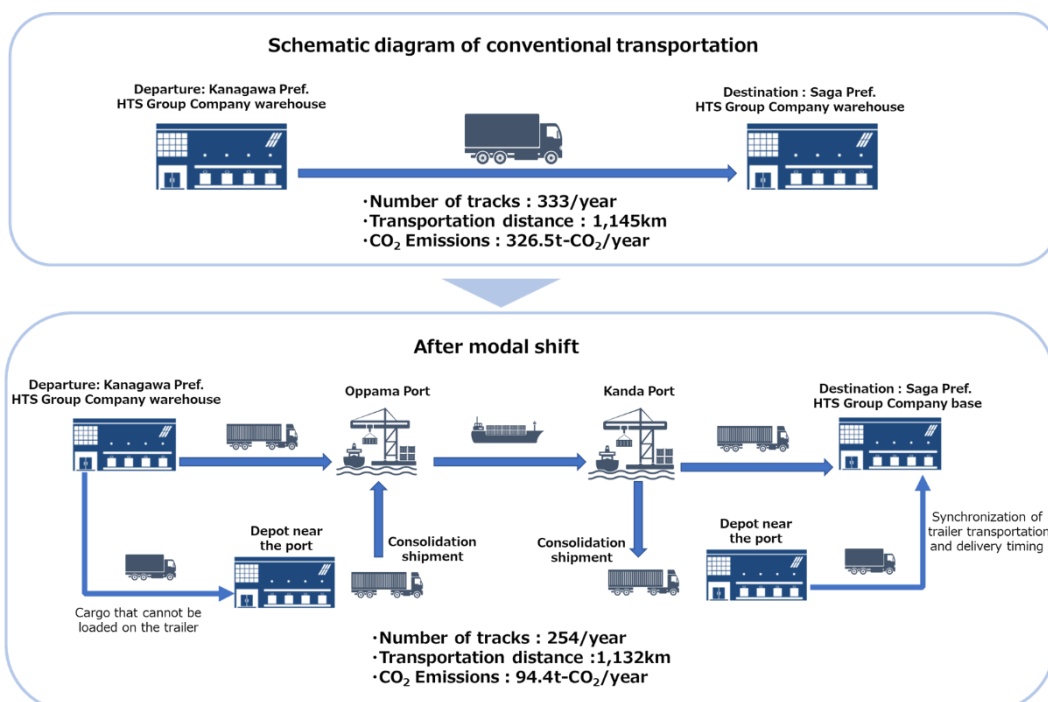 Schematic diagram of conventional transportation
Departure: Kanagawa Pref.
HTS Group Company warehouse
Destination : Saga Pref.
HTS Group Company warehouse
・Number of tracks : 333/year
・Transportation distance : 1,145km
・CO₂ Emissions : 326.5t-CO₂/year
After modal shift
Departure: Kanagawa Pref.
HTS Group Company warehouse
Oppama Port
Kanda Port
Destination : Saga Pref.
HTS Group Company base
Depot near
the port
Consolidation
shipment
Consolidation
shipment
Depot near
the port
Synchronization of
trailer transportation
and delivery timing
Cargo that cannot be
loaded on the trailer
・Number of tracks : 254/year
・Transportation distance :1,132km
・CO₂ Emissions : 94.4t-CO₂/year